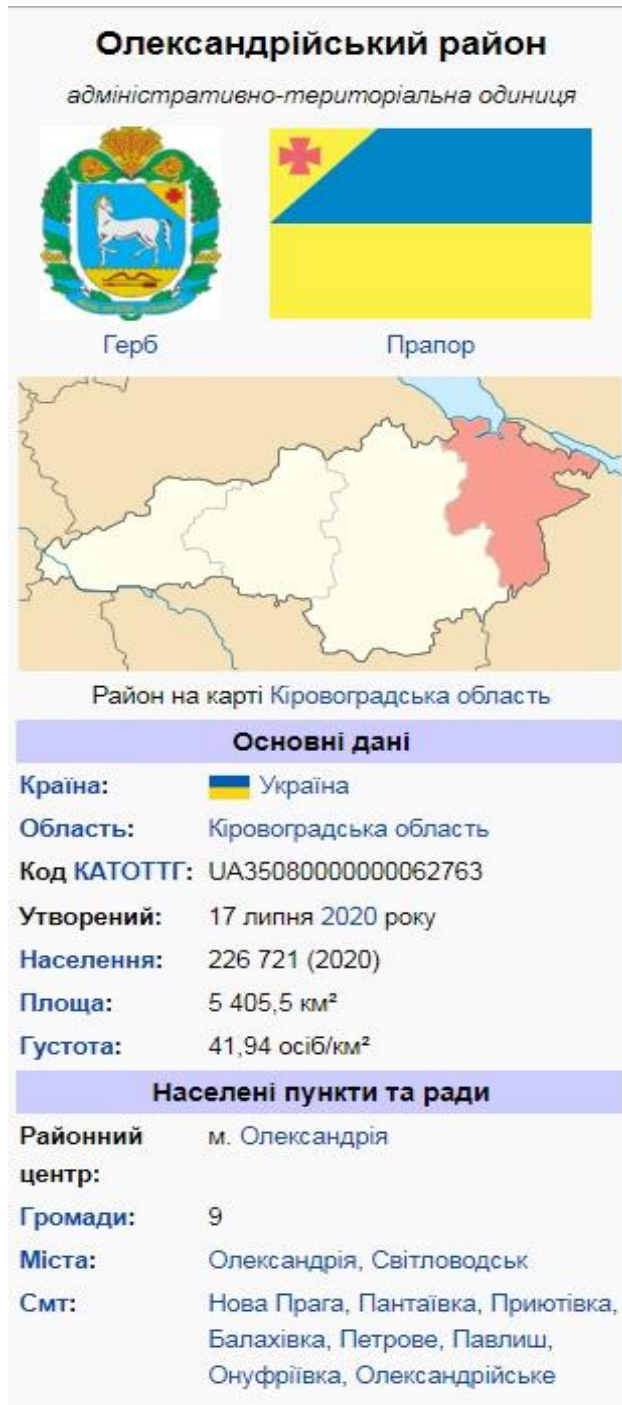 Олександрійський район
адміністративно-територіальна одиниця
Герб Прапор
Район на карті Кіровоградська область
Основні дані
Країна: Україна
Область: Кіровоградська область
Код КАТОТТГ: UA35080000000062763
Утворений: 17 липня 2020 року
Населення: 226 721 (2020)
Площа: 5 405,5 км²
Густота: 41,94 осіб/км²
Населені пункти та ради
Районний м. Олександрія
центр:
Громади: 9
Міста: Олександрія, Світловодськ
Смт: Нова Прага, Пантаївка, Приютівка,
Балахівка, Петрове, Павлиш,
Онуфріївка, Олександрійське